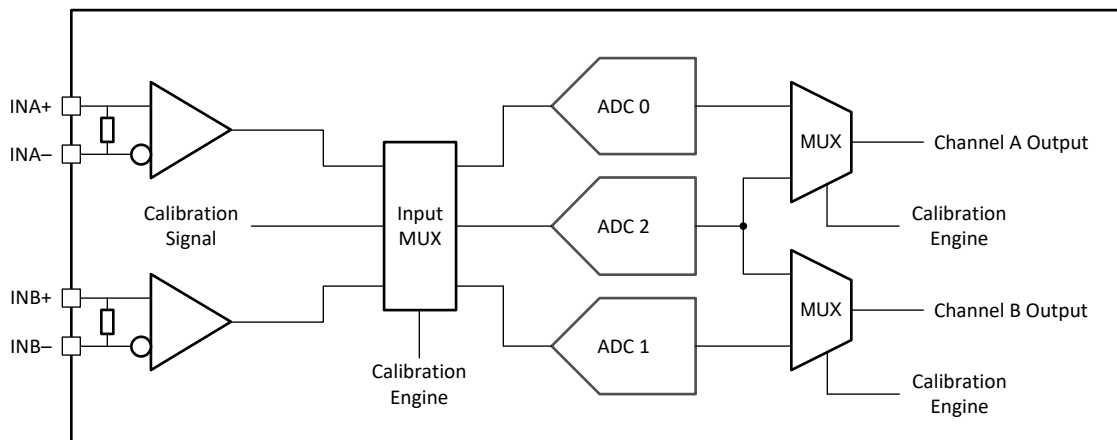 INA+
INA–
INB+
INB–
Calibration
Signal
Input
MUX
Calibration
Engine
ADC 0
ADC 2
ADC 1
MUX
Channel A Output
Calibration
Engine
MUX
Channel B Output
Calibration
Engine